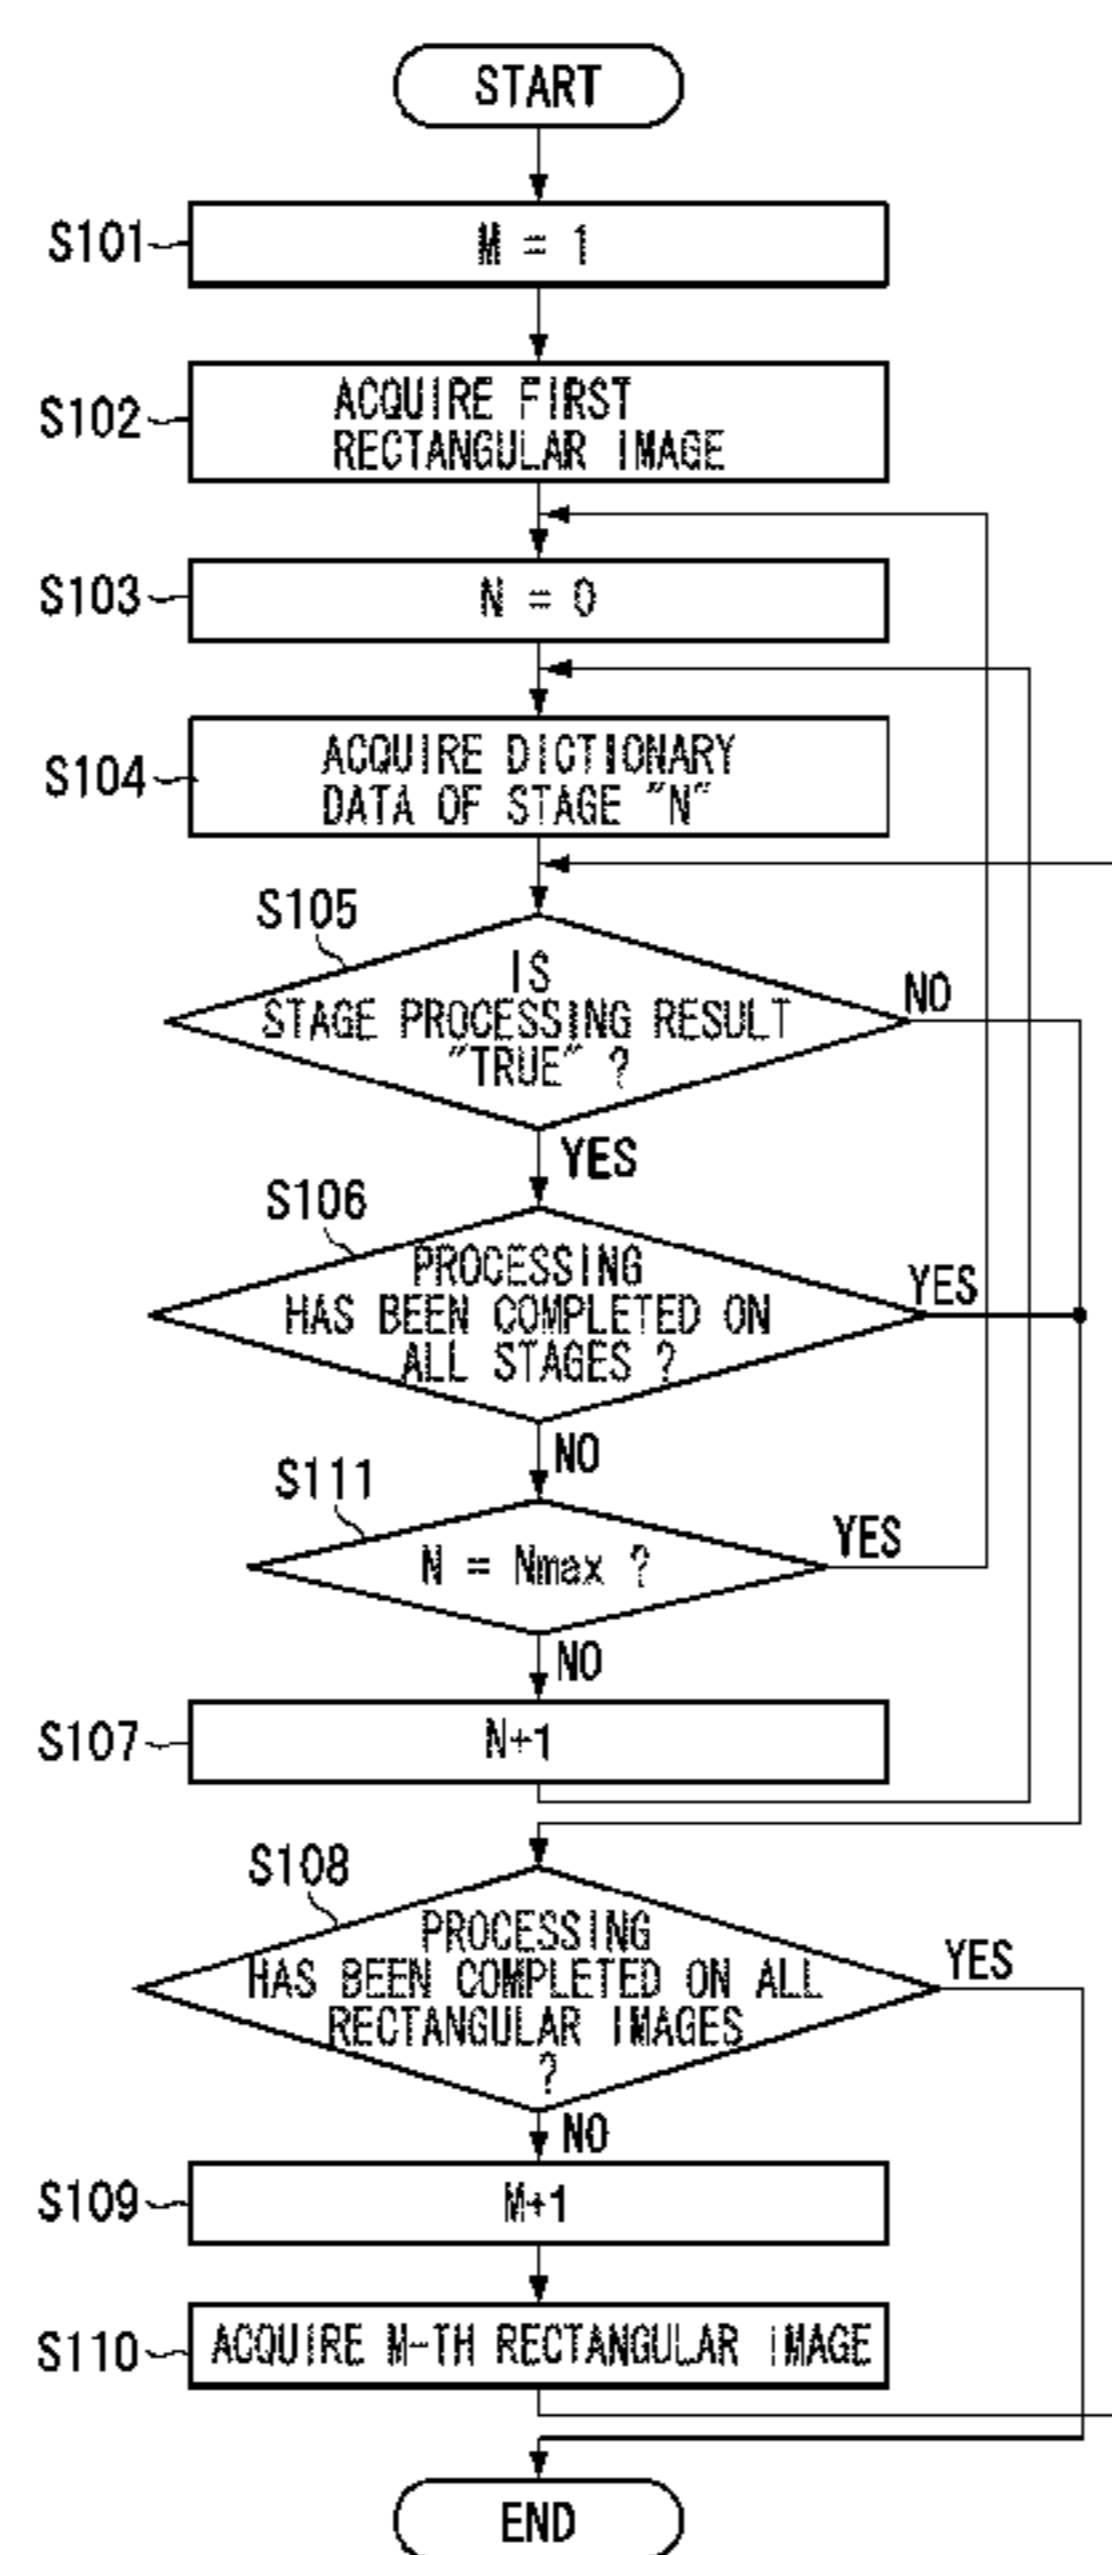 START
S101
M = 1
S102
ACQUIRE FIRST
RECTANGULAR IMAGE
S103
N = 0
S104
ACQUIRE DICTIONARY
DATA OF STAGE "N"
S105
IS
STAGE PROCESSING RESULT
"TRUE" ?
NO
YES
S106
PROCESSING
HAS BEEN COMPLETED ON
ALL STAGES ?
YES
NO
S111
N = Nmax ?
YES
NO
S107
N+1
S108
PROCESSING
HAS BEEN COMPLETED ON ALL
RECTANGULAR IMAGES
?
YES
NO
S109
M+1
S110
ACQUIRE M-TH RECTANGULAR IMAGE
END